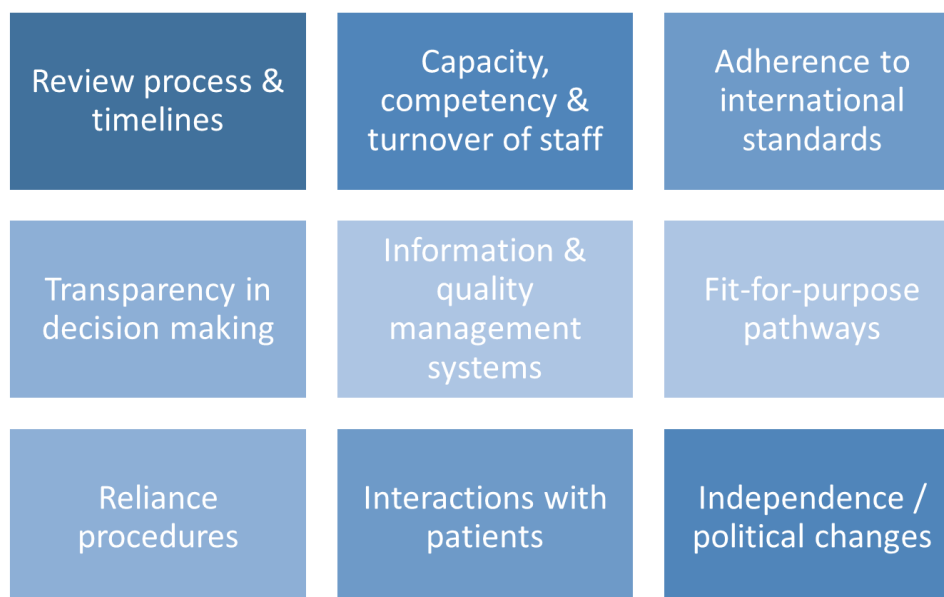 Review process &
timelines
Capacity,
competency &
turnover of staff
Adherence to
international
standards
Transparency in
decision making
Information &
quality
management
systems
Fit-for-purpose
pathways
Reliance
procedures
Interactions with
patients
Independence /
political changes